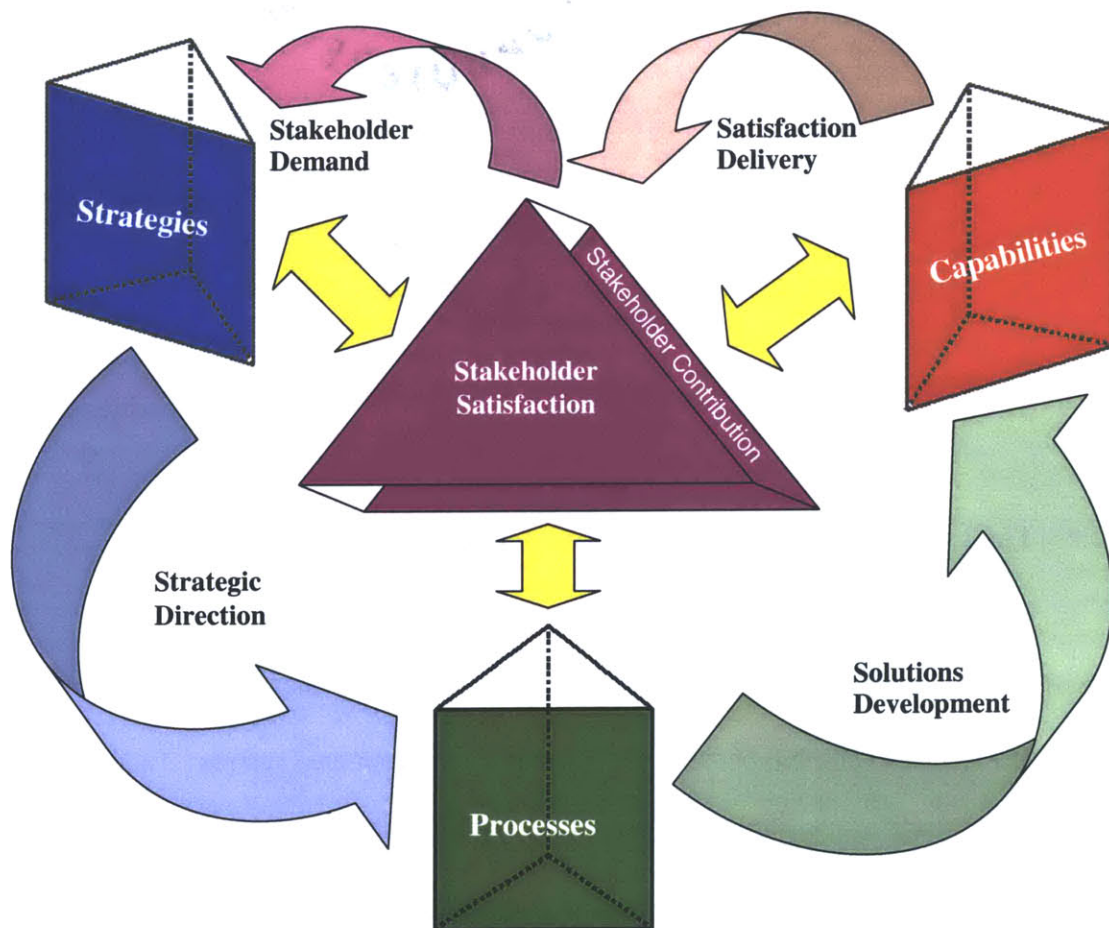 Stakeholder
Demand
Satisfaction
Delivery
Strategies
Capabilities
Stakeholder
Satisfaction
Stakeholder Contribution
Strategic
Direction
Solutions
Development
Processes